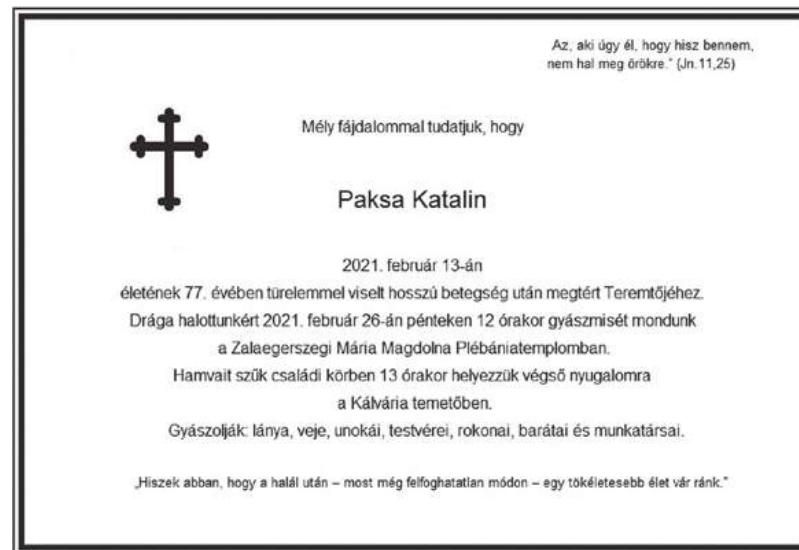 Az, aki úgy él, hogy hisz bennem,
nem hal meg örökre." (Jn.11,25)
Mély fájdalommal tudatjuk, hogy
Paksa Katalin
2021. február 13-án
életének 77. évében türelemmel viselt hosszú betegség után megtért Teremtőjéhez.
Drága halottunkért 2021. február 26-án pénteken 12 órakor gyászmisét mondunk
a Zalaegerszegi Mária Magdolna Plébániatemplomban.
Hamvait szűk családi körben 13 órakor helyezzük végső nyugalomra
a Kálvária temetőben.
Gyászolják: lánya, veje, unokái, testvérei, rokonai, barátai és munkatársai.
„Hiszek abban, hogy a halál után – most még felfoghatatlan módon – egy tökéletesebb élet vár ránk."